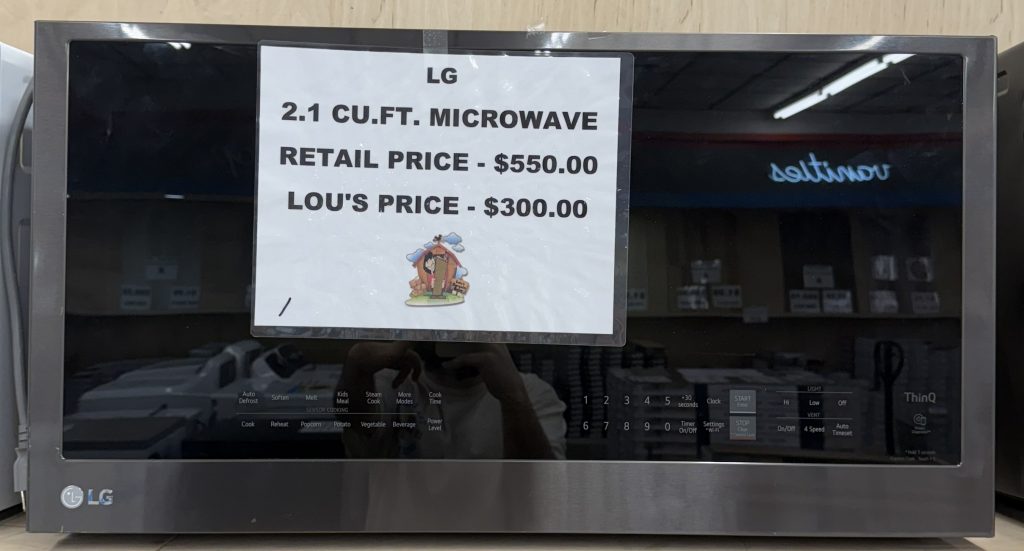 LG
2.1 CU.FT. MICROWAVE
RETAIL PRICE - $550.00
LOU'S PRICE - $300.00
/
vanities
Auto Defrost
Soften
Melt
Kids Meal
Steam Cook
More Modes
Cook Time
SENSOR COOKING
Cook
Reheat
Popcorn
Potato
Vegetable
Beverage
Power Level
1 2 3 4 5 +30 seconds Clock
6 7 8 9 0 Timer On/Off Settings
START
STOP
Clear
LIGHT
Hi Low Off
VENT
On/Off 4 Speed Auto Timeset
ThinQ
LG